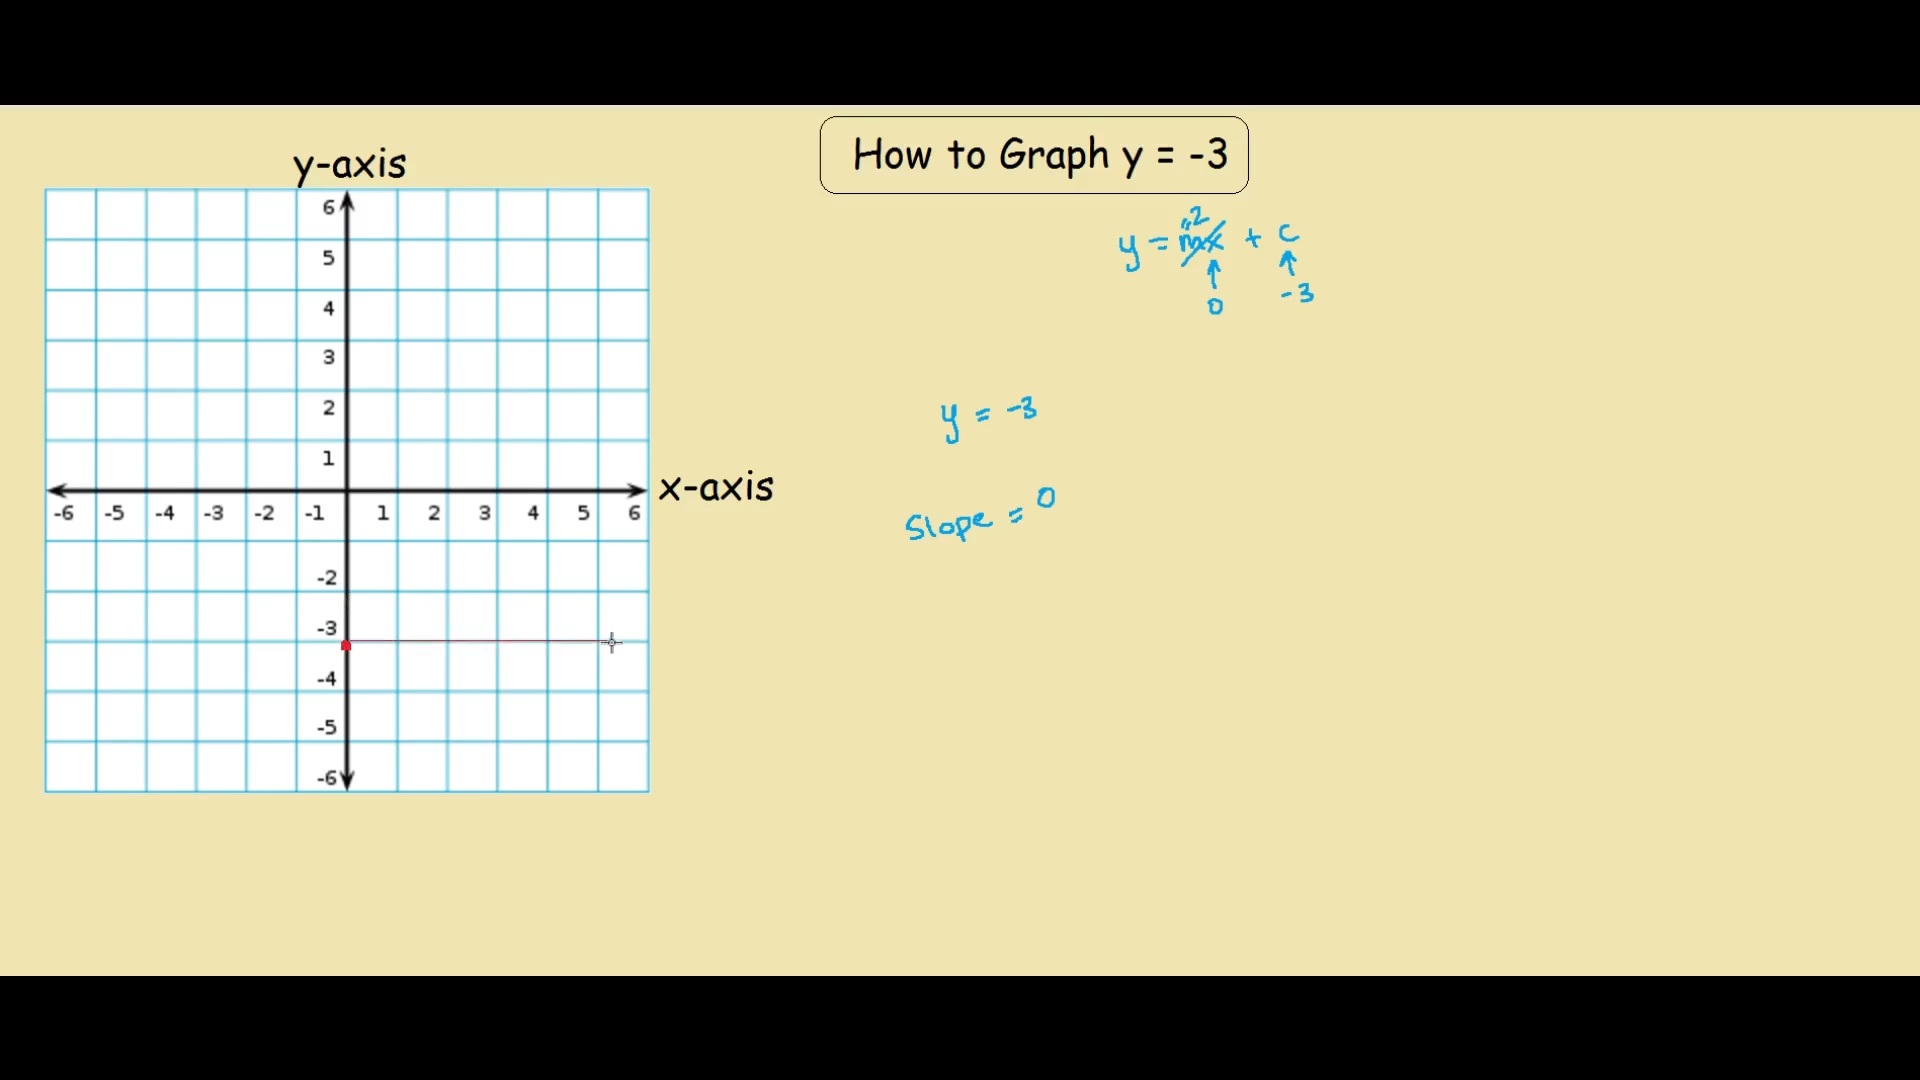 How to Graph y = -3
y-axis
6
5
4
3
2
1
-6 -5 -4 -3 -2 -1 1 2 3 4 5 6
x-axis
-2
-3
-4
-5
-6
y = mx + c
0 -3
y = -3
Slope = 0